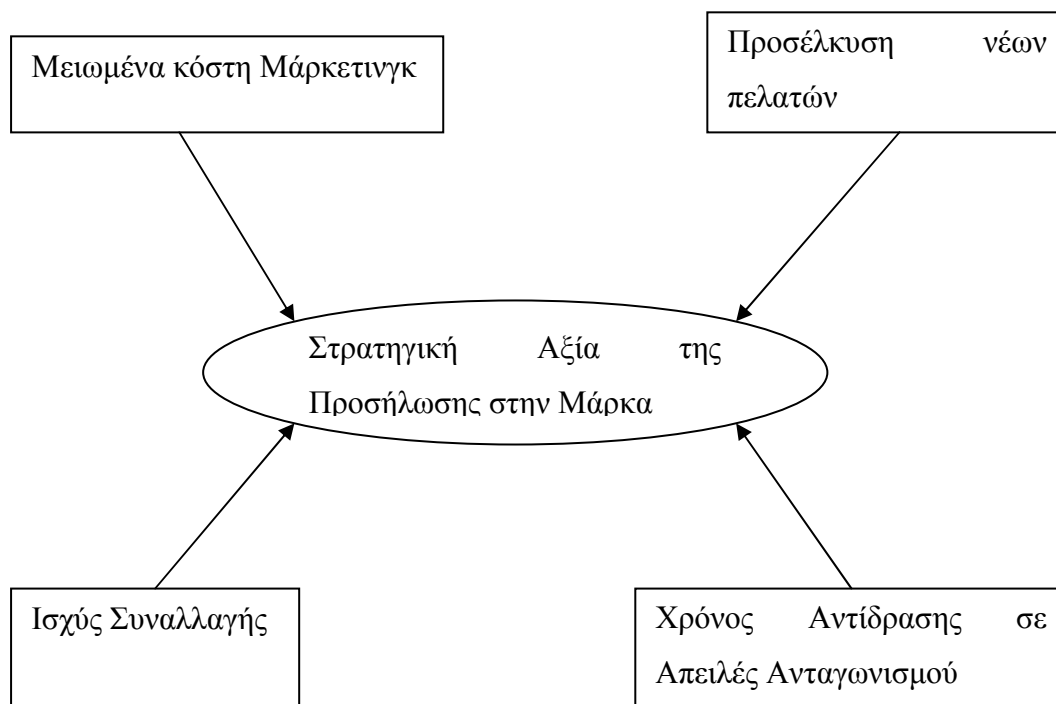 Μειωμένα κόστη Μάρκετινγκ
Προσέλκυση νέων
πελατών
Στρατηγική Αξία της
Προσήλωσης στην Μάρκα
Ισχύς Συναλλαγής
Χρόνος Αντίδρασης σε
Απειλές Ανταγωνισμού